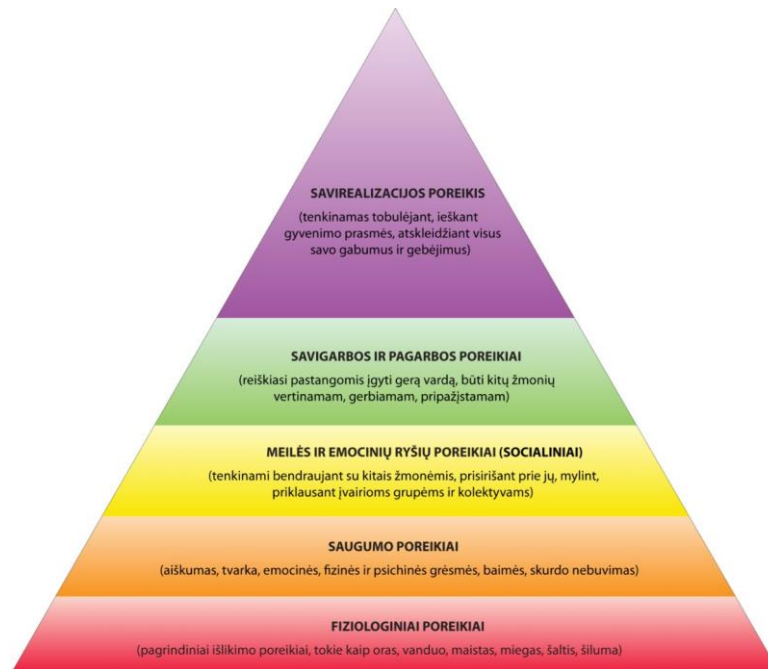 SAVIREALIZACIJOS POREIKIS
(tenkinamas tobulėjant, ieškant
gyvenimo prasmės, atskleidžiant visus
savo gabumus ir gebėjimus)
SAVIGARBOS IR PAGARBOS POREIKIAI
(reiškiasi pastangomis įgyti gerą vardą, būti kitų žmonių
vertinamam, gerbiamam, pripažįstamam)
MEILĖS IR EMOCINIŲ RYŠIŲ POREIKIAI (SOCIALINIAI)
(tenkinami bendraujant su kitais žmonėmis, prisirišant prie jų, mylint,
priklausant įvairioms grupėms ir kolektyvams)
SAUGUMO POREIKIAI
(aiškumas, tvarka, emocinės, fizinės ir psichinės grėsmės, baimės, skurdo nebuvimas)
FIZIOLOGINIAI POREIKIAI
(pagrindiniai išlikimo poreikiai, tokie kaip oras, vanduo, maistas, miegas, šaltis, šiluma)